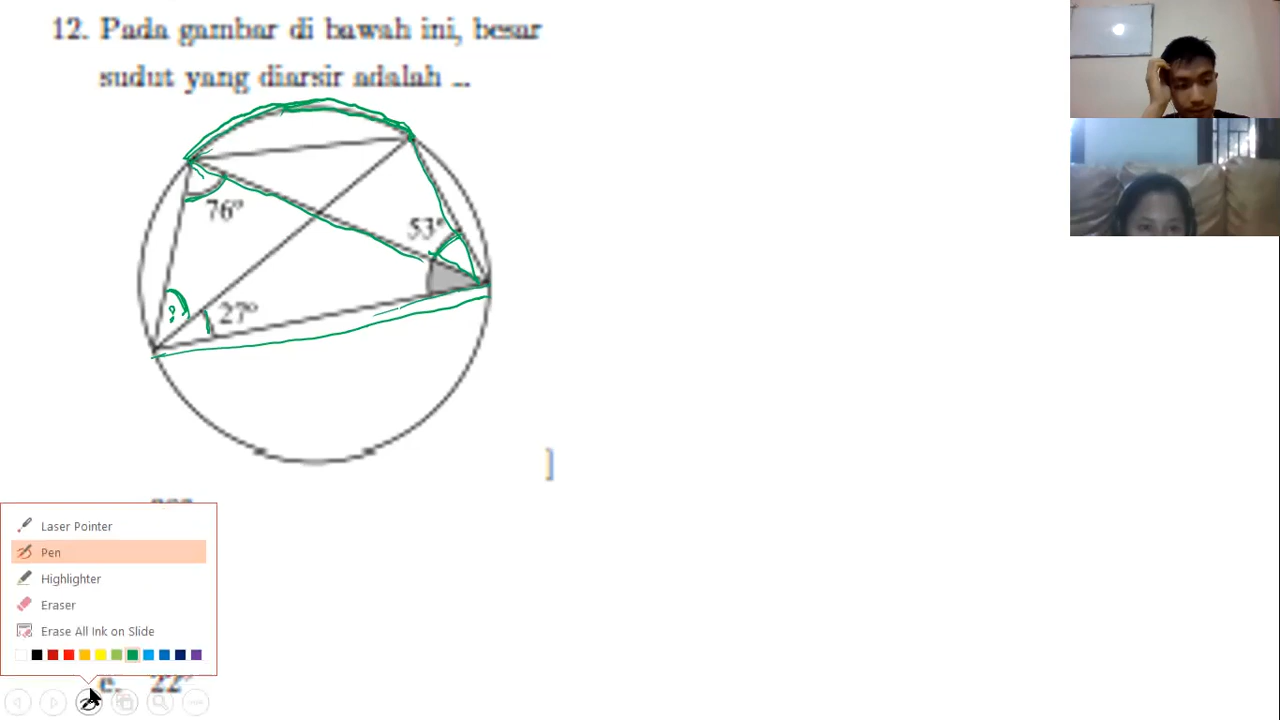 12. Pada gambar di bawah ini, besar
sudut yang diarsir adalah ...
76°
53°
?
27°
Laser Pointer
Pen
Highlighter
Eraser
Erase All Ink on Slide
e. 22°